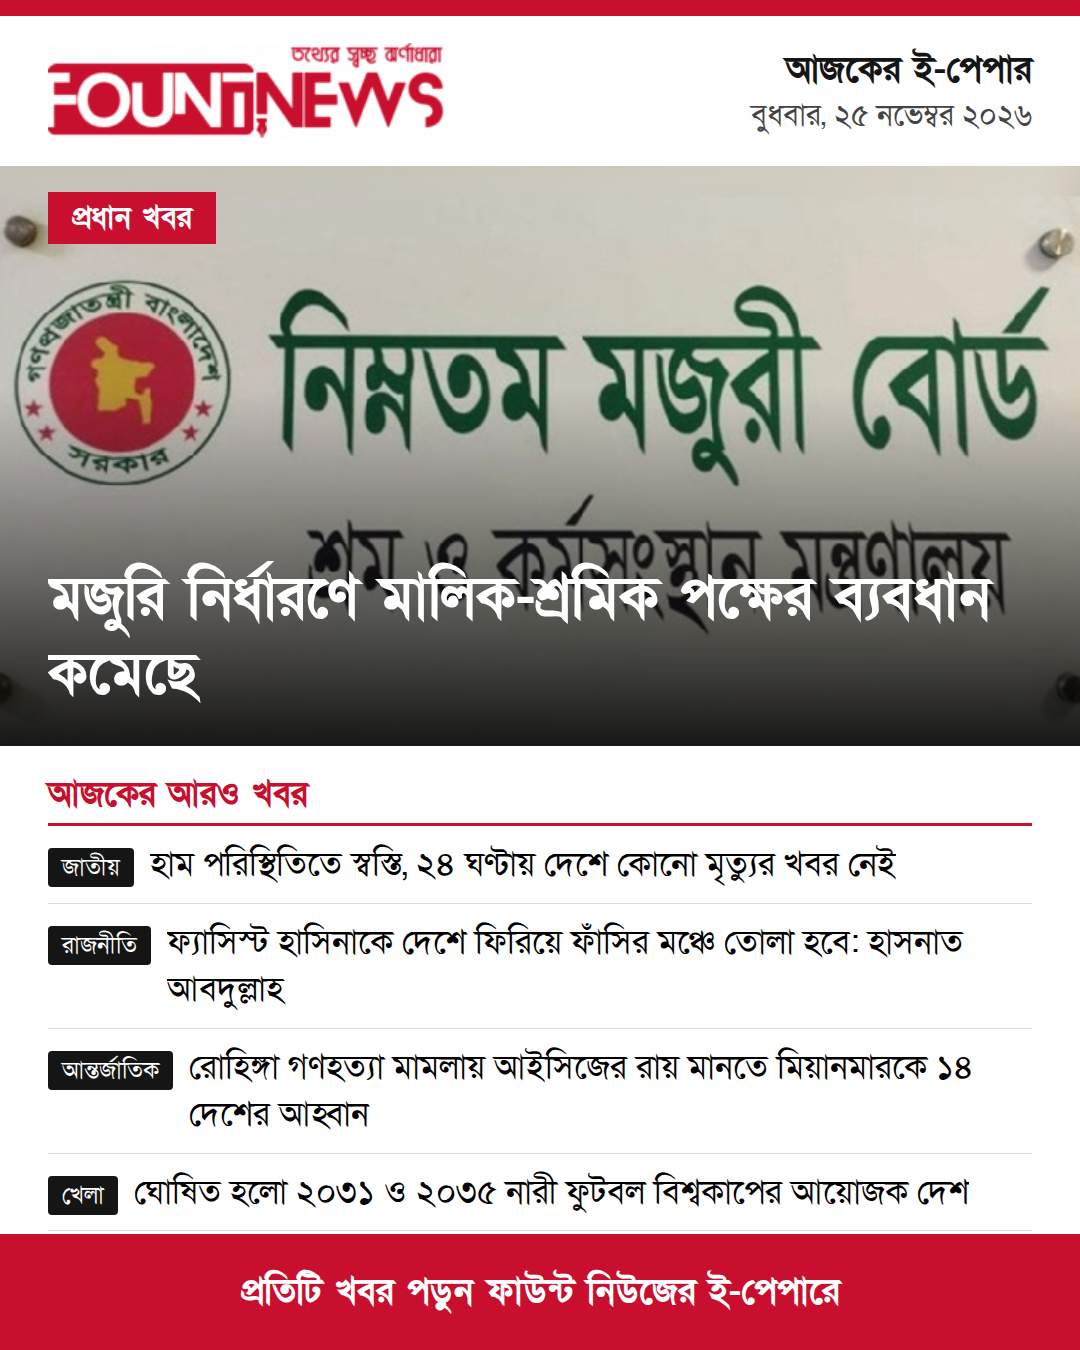 তথ্যের স্বচ্ছ ঝর্ণাধারা
FOUNTNEWS
আজকের ই-পেপার
বুধবার, ২৫ নভেম্বর ২০২৬
প্রধান খবর
গণপ্রজাতন্ত্রী বাংলাদেশ
সরকার
নিম্নতম মজুরী বোর্ড
শ্রম ও কর্মসংস্থান মন্ত্রণালয়
মজুরি নির্ধারণে মালিক-শ্রমিক পক্ষের ব্যবধান
কমেছে
আজকের আরও খবর
জাতীয় হাম পরিস্থিতিতে স্বস্তি, ২৪ ঘণ্টায় দেশে কোনো মৃত্যুর খবর নেই
রাজনীতি ফ্যাসিস্ট হাসিনাকে দেশে ফিরিয়ে ফাঁসির মঞ্চে তোলা হবে: হাসনাত
আবদুল্লাহ
আন্তর্জাতিক রোহিঙ্গা গণহত্যা মামলায় আইসিজের রায় মানতে মিয়ানমারকে ১৪
দেশের আহ্বান
খেলা ঘোষিত হলো ২০৩১ ও ২০৩৫ নারী ফুটবল বিশ্বকাপের আয়োজক দেশ
প্রতিটি খবর পড়ুন ফাউন্ট নিউজের ই-পেপারে